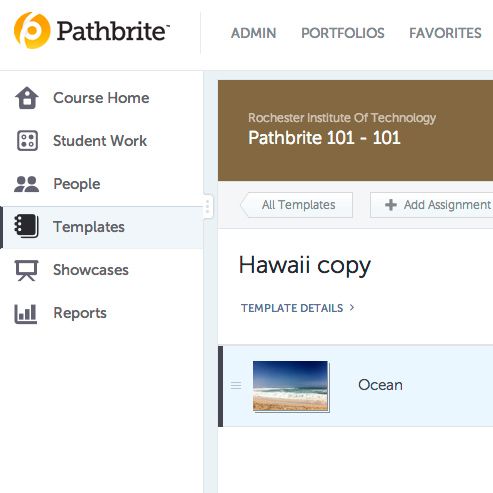 Pathbrite™
ADMIN PORTFOLIOS FAVORITES
Course Home
Student Work
People
Templates
Showcases
Reports
Rochester Institute Of Technology
Pathbrite 101 - 101
All Templates
Add Assignment
Hawaii copy
TEMPLATE DETAILS >
Ocean